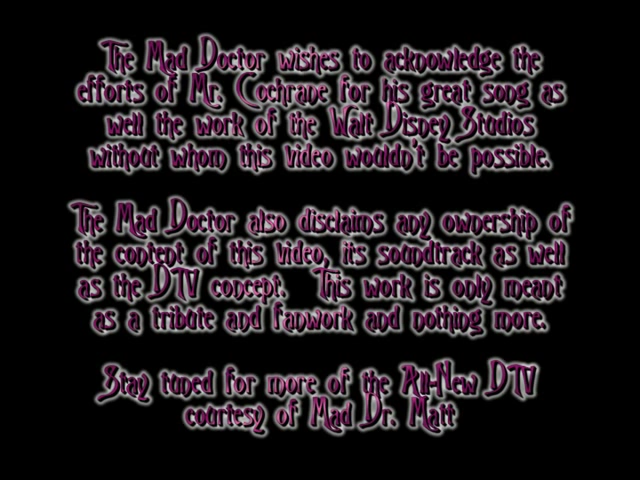 The Mad Doctor wishes to acknowledge the
efforts of Mr. Cochrane for his great song as
well the work of the Walt Disney Studios
without whom this video wouldn't be possible.
The Mad Doctor also disclaims any ownership of
the content of this video, its soundtrack as well
as the DTV concept. This work is only meant
as a tribute and fanwork and nothing more.
Stay tuned for more of the All-New DTV
courtesy of Mad Dr. Matt